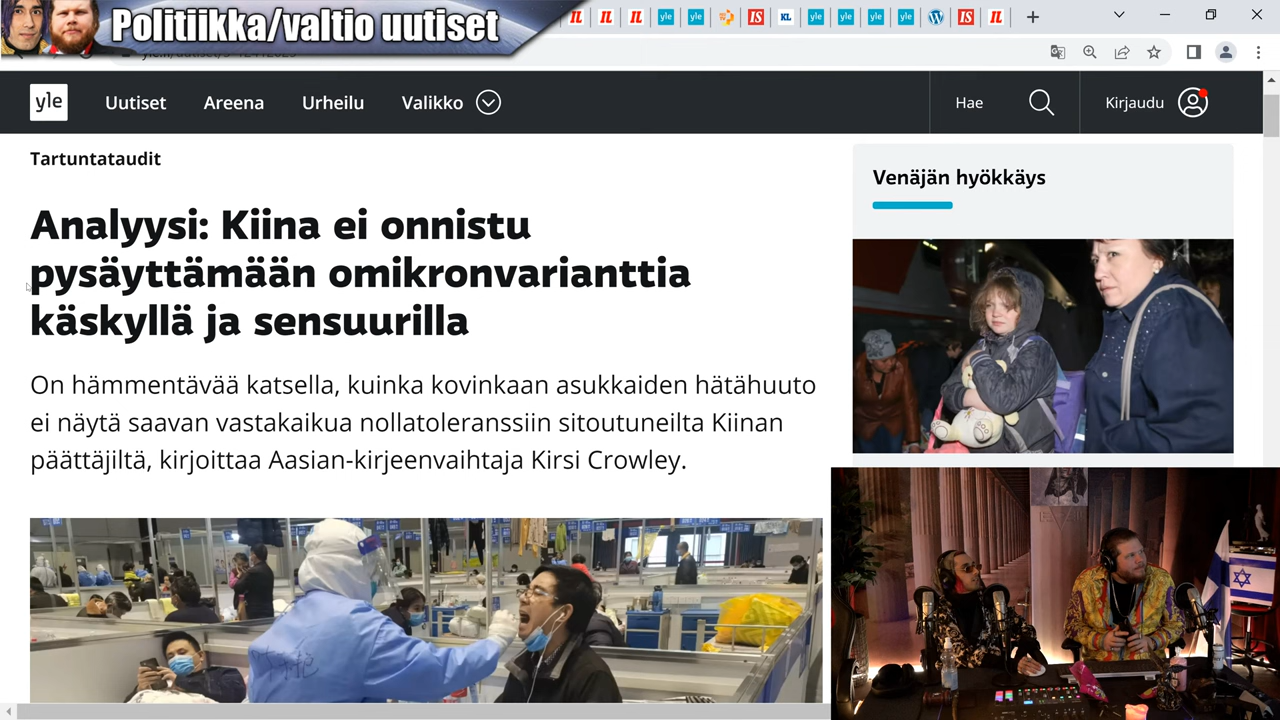 Politiikka/valtio uutiset
yle
Uutiset
Areena
Urheilu
Valikko
Hae
Kirjaudu
Tartuntataudit
Analyysi: Kiina ei onnistu
pysäyttämään omikronvarianttia
käskyllä ja sensuurilla
On hämmentävää katsella, kuinka kovinkaan asukkaiden hätähuuto
ei näytä saavan vastakaikua nollatoleranssiin sitoutuneilta Kiinan
päättäjiltä, kirjoittaa Aasian-kirjeenvaihtaja Kirsi Crowley.
Venäjän hyökkäys